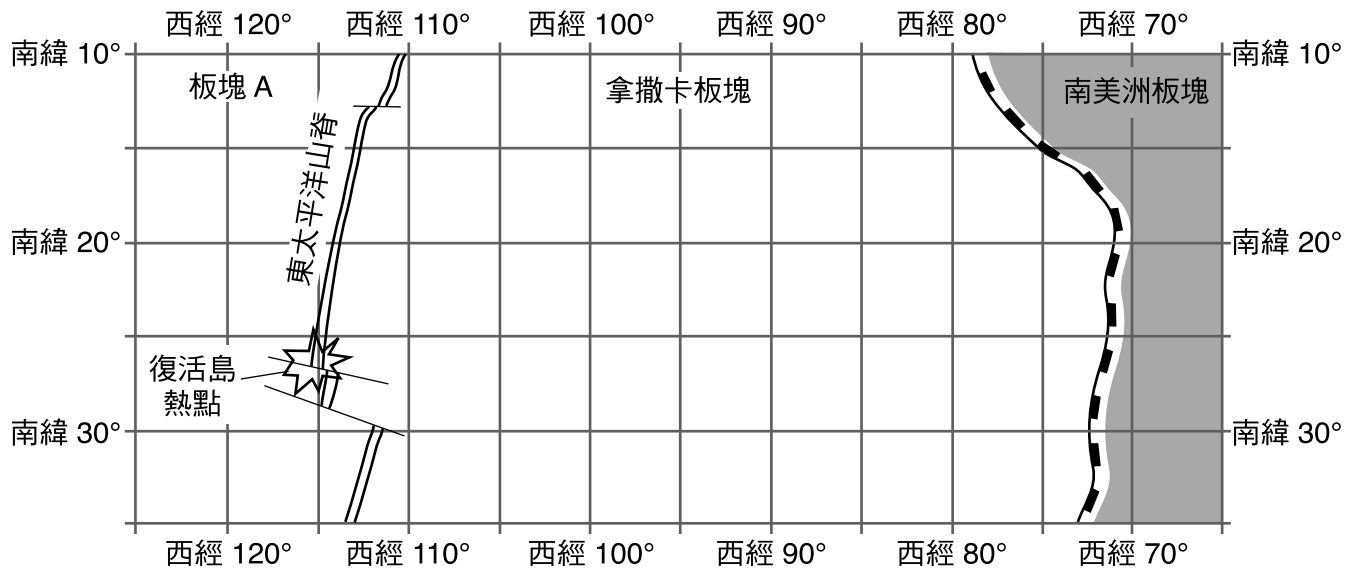 西經 120° 西經 110° 西經 100° 西經 90° 西經 80° 西經 70°
南緯 10° 南緯 10°
板塊 A 拿撒卡板塊 南美洲板塊
東太平洋山脊
南緯 20° 南緯 20°
復活島
熱點
南緯 30° 南緯 30°
西經 120° 西經 110° 西經 100° 西經 90° 西經 80° 西經 70°